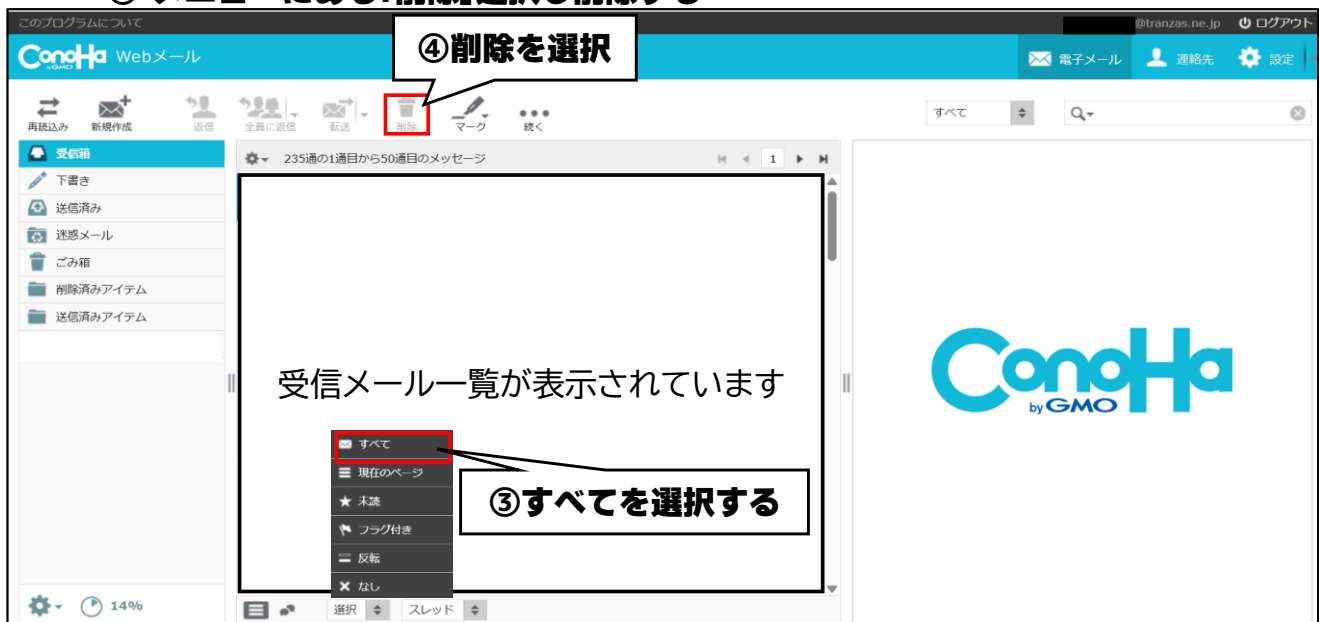 このプログラムについて
@tranzas.ne.jp ログアウト
ConoHa by GMO Webメール
④削除を選択
電子メール 連絡先 設定
再読込み 新規作成 返信 全員に返信 転送 削除 マーク 続く
すべて
受信箱
235通の1通目から50通目のメッセージ 1
下書き
送信済み
迷惑メール
ごみ箱
削除済みアイテム
送信済みアイテム
受信メール一覧が表示されています
ConoHa
by GMO
すべて
現在のページ
未読
フラグ付き
反転
なし
③すべてを選択する
14%
選択 スレッド